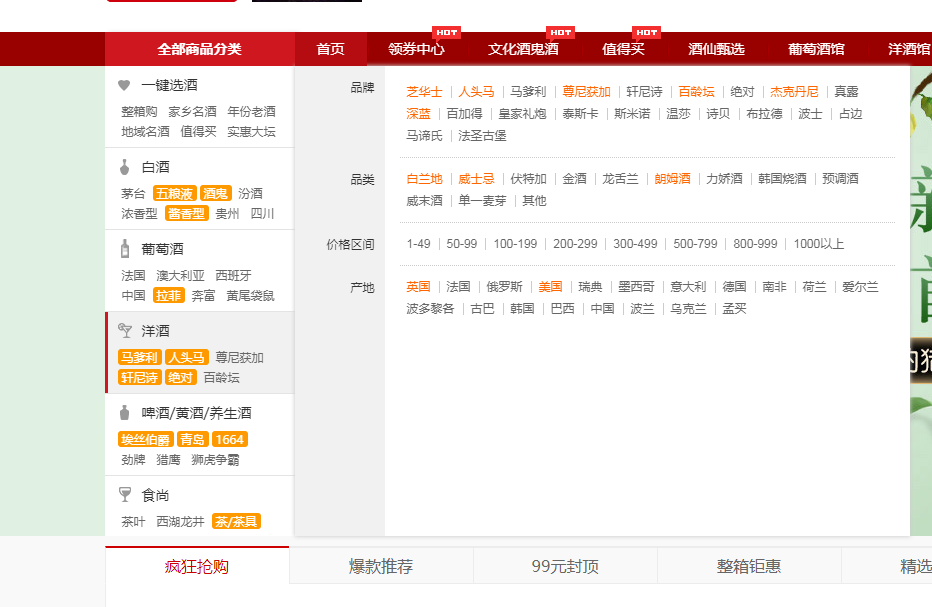 HOT HOT HOT
全部商品分类 首页 领券中心 文化酒鬼酒 值得买 酒仙甄选 葡萄酒馆 洋酒馆
一键选酒
整箱购 家乡名酒 年份老酒
地域名酒 值得买 实惠大坛
白酒
茅台 五粮液 酒鬼 汾酒
浓香型 酱香型 贵州 四川
葡萄酒
法国 澳大利亚 西班牙
中国 拉菲 奔富 黄尾袋鼠
洋酒
马爹利 人头马 尊尼获加
轩尼诗 绝对 百龄坛
啤酒/黄酒/养生酒
埃丝伯爵 青岛 1664
劲牌 猎鹰 狮虎争霸
食尚
茶叶 西湖龙井 茶/茶具
品牌 芝华士 人头马 马爹利 尊尼获加 轩尼诗 百龄坛 绝对 杰克丹尼 真露
深蓝 百加得 皇家礼炮 泰斯卡 斯米诺 温莎 诗贝 布拉德 波士 占边
马谛氏 法圣古堡
品类 白兰地 威士忌 伏特加 金酒 龙舌兰 朗姆酒 力娇酒 韩国烧酒 预调酒
威末酒 单一麦芽 其他
价格区间 1-49 50-99 100-199 200-299 300-499 500-799 800-999 1000以上
产地 英国 法国 俄罗斯 美国 瑞典 墨西哥 意大利 德国 南非 荷兰 爱尔兰
波多黎各 古巴 韩国 巴西 中国 波兰 乌克兰 孟买
疯狂抢购 爆款推荐 99元封顶 整箱钜惠 精选